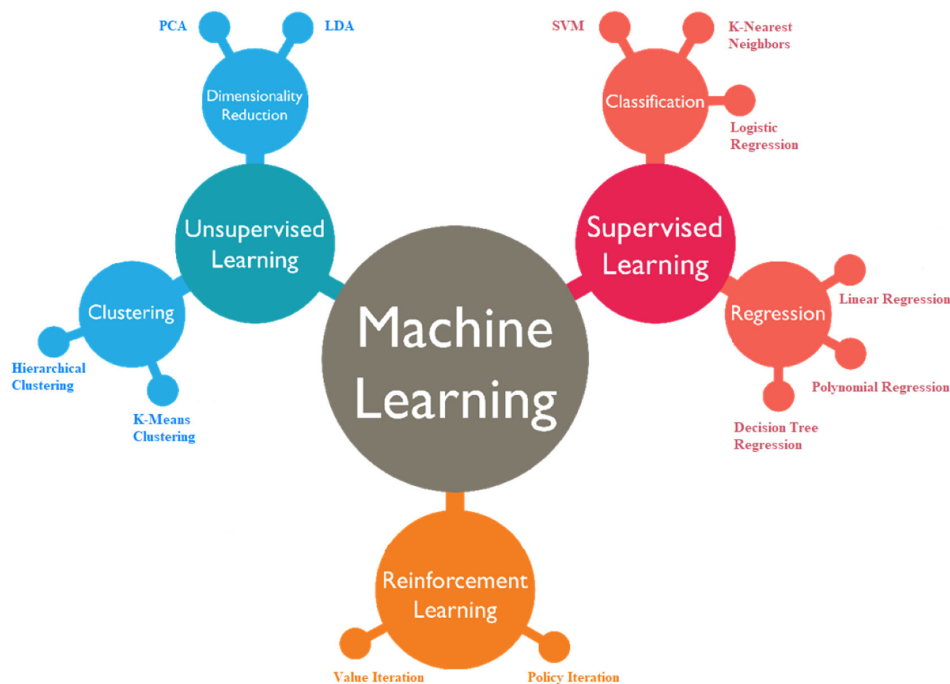 PCA
LDA
Dimensionality
Reduction
Unsupervised
Learning
Clustering
Hierarchical
Clustering
K-Means
Clustering
SVM
K-Nearest
Neighbors
Classification
Logistic
Regression
Supervised
Learning
Regression
Linear Regression
Polynomial Regression
Decision Tree
Regression
Machine
Learning
Reinforcement
Learning
Value Iteration
Policy Iteration